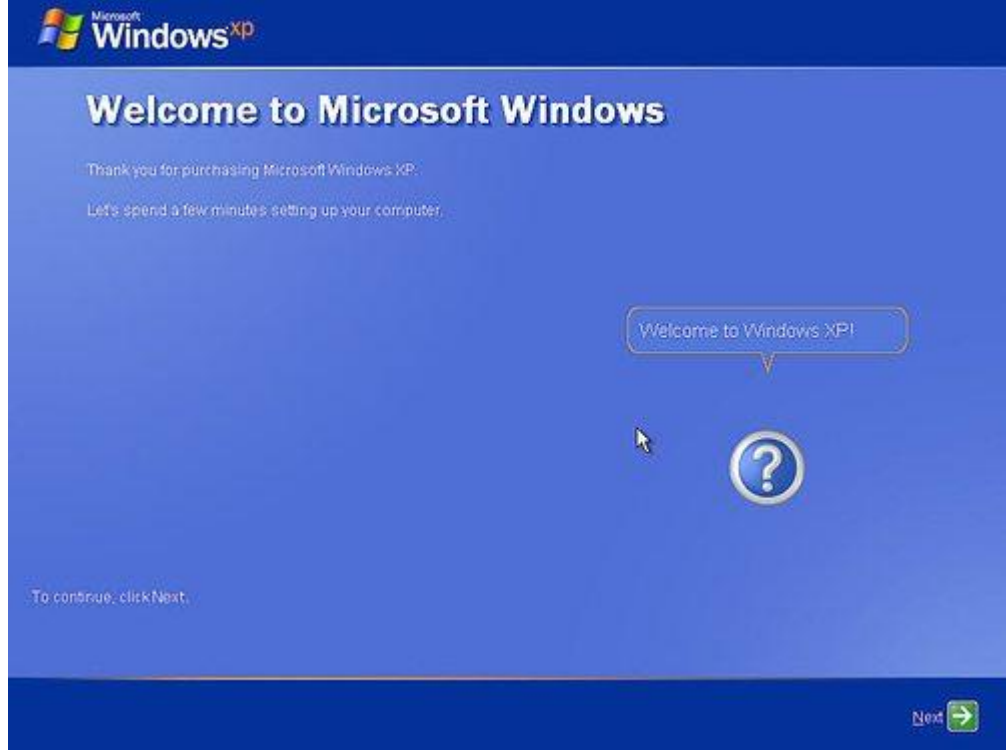 Microsoft
Windows xp
Welcome to Microsoft Windows
Thank you for purchasing Microsoft Windows XP.
Let's spend a few minutes setting up your computer.
Welcome to Windows XP!
?
To continue, click Next.
Next